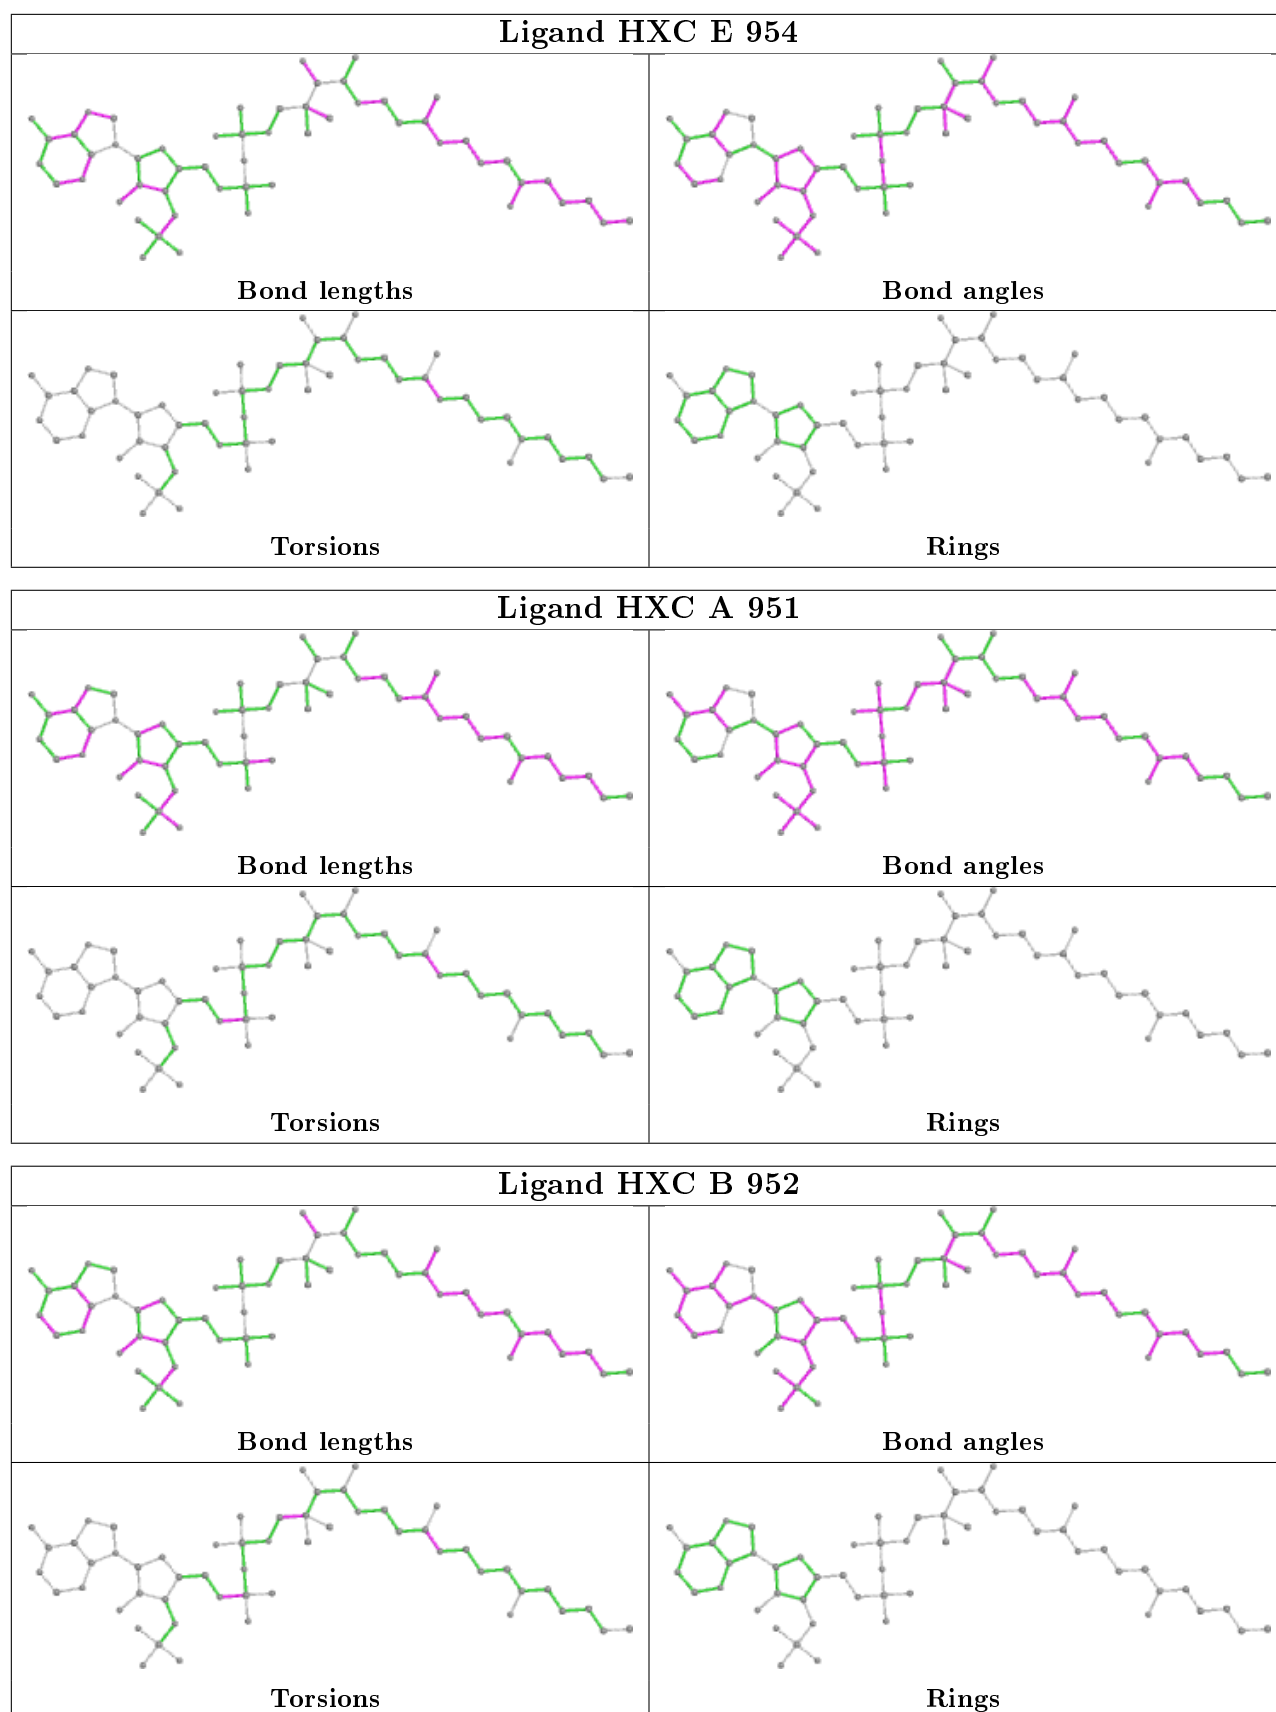 Ligand HXC E 954
Bond lengths
Bond angles
Torsions
Rings
Ligand HXC A 951
Bond lengths
Bond angles
Torsions
Rings
Ligand HXC B 952
Bond lengths
Bond angles
Torsions
Rings